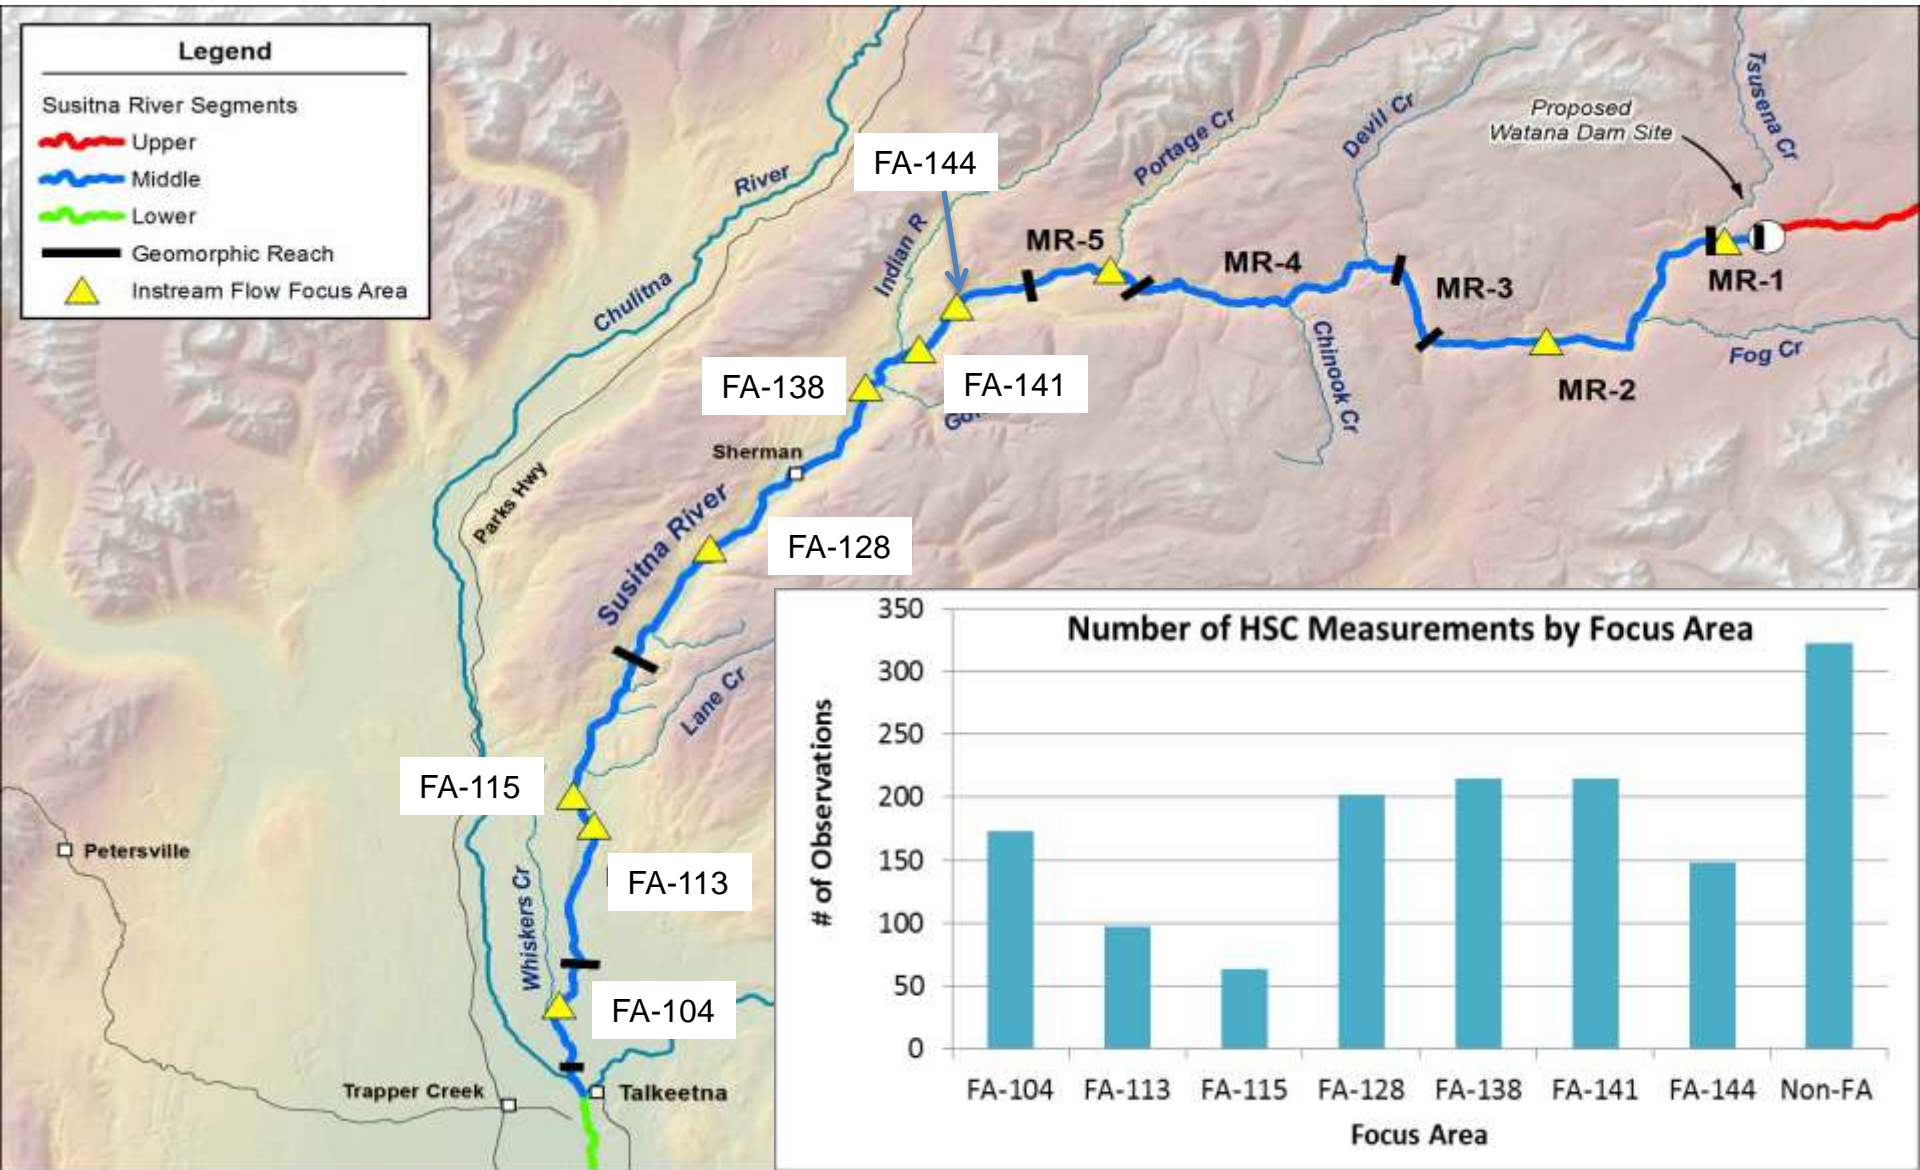 Legend
Susitna River Segments
Upper
Middle
Lower
Geomorphic Reach
Instream Flow Focus Area
Chulitna
River
FA-144
Indian R
MR-5
Portage Cr
MR-4
Devil Cr
Proposed
Watana Dam Site
Tsusena Cr
MR-1
MR-3
Fog Cr
MR-2
Chinook Cr
FA-138
FA-141
Sherman
Parks Hwy
Susitna River
FA-128
Lane Cr
FA-115
Petersville
FA-113
Whiskers Cr
FA-104
Trapper Creek
Talkeetna
Number of HSC Measurements by Focus Area
# of Observations
350
300
250
200
150
100
50
0
FA-104 FA-113 FA-115 FA-128 FA-138 FA-141 FA-144 Non-FA
Focus Area